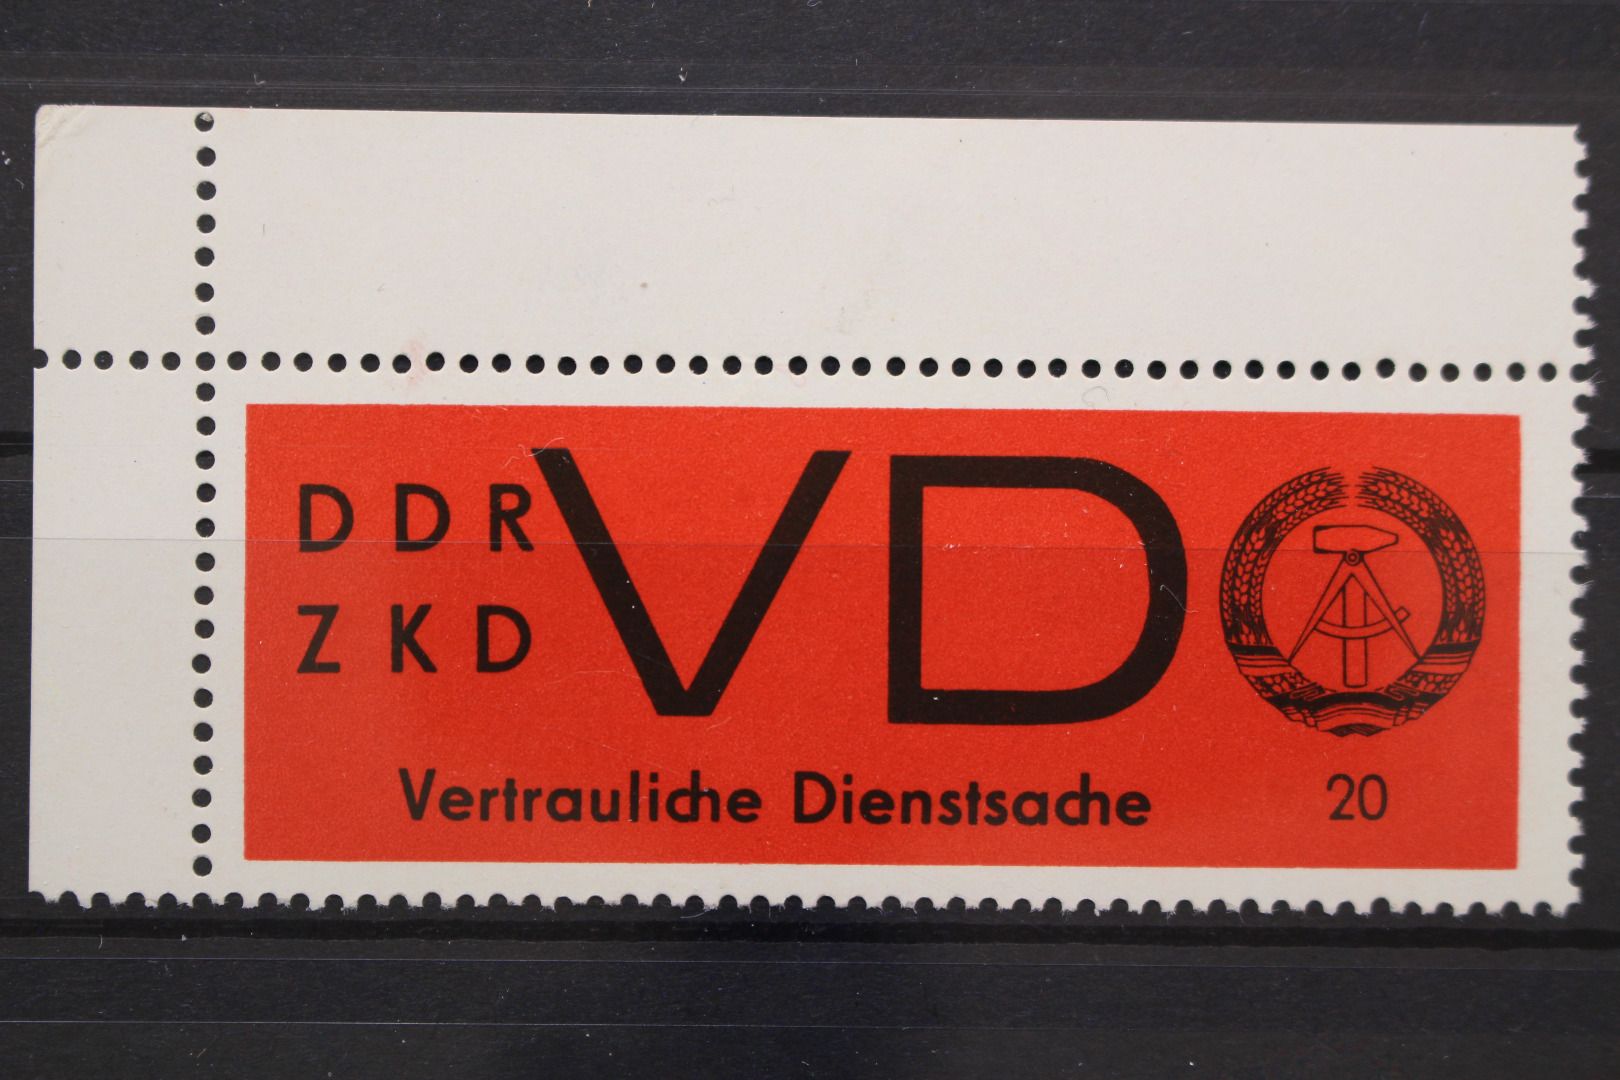 DDR
ZKD
VD
Vertrauliche Dienstsache
20